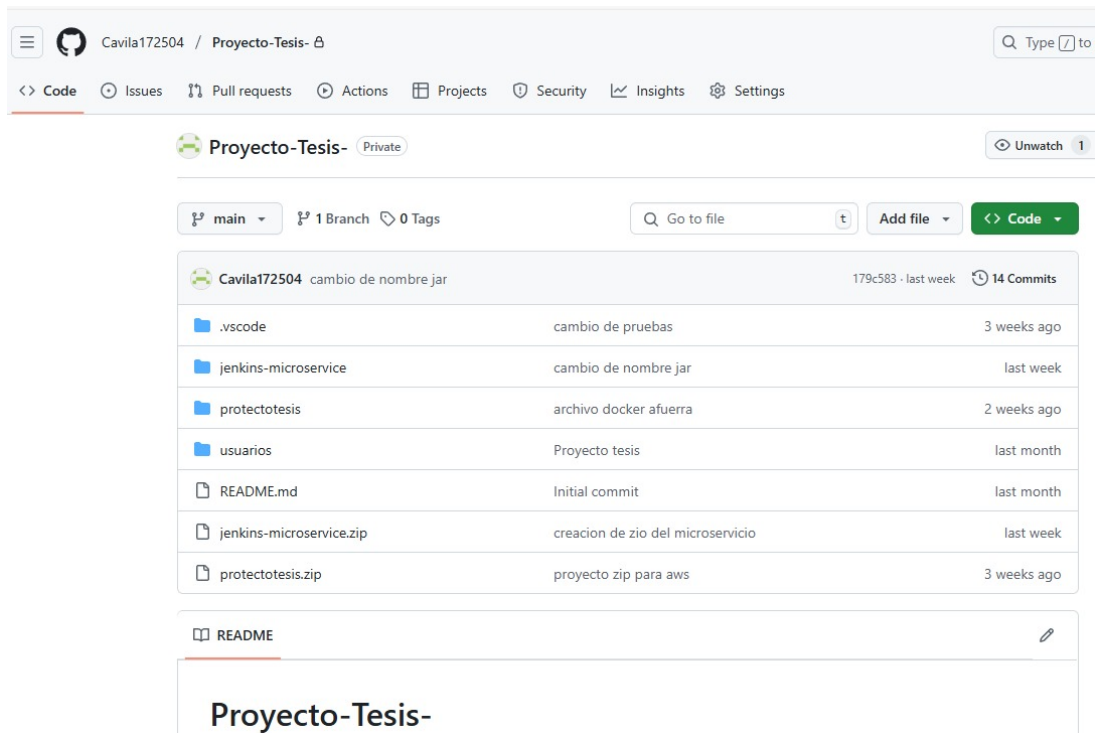 Cavila172504 / Proyecto-Tesis-
Type / to
Code Issues Pull requests Actions Projects Security Insights Settings
Proyecto-Tesis- Private
Unwatch 1
main 1 Branch 0 Tags Go to file t Add file Code
Cavila172504 cambio de nombre jar 179c583 · last week 14 Commits
.vscode cambio de pruebas 3 weeks ago
jenkins-microservice cambio de nombre jar last week
protectotesis archivo docker afuerra 2 weeks ago
usuarios Proyecto tesis last month
README.md Initial commit last month
jenkins-microservice.zip creacion de zio del microservicio last week
protectotesis.zip proyecto zip para aws 3 weeks ago
README
Proyecto-Tesis-